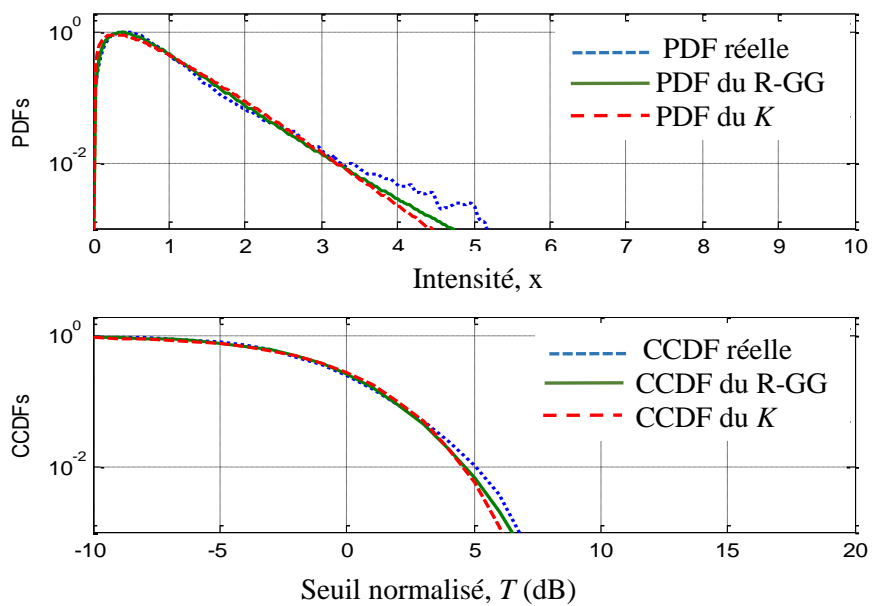 10^0
10^-2
PDFs
PDF réelle
PDF du R-GG
PDF du K
0 1 2 3 4 5 6 7 8 9 10
Intensité, x
10^0
10^-2
CCDFs
CCDF réelle
CCDF du R-GG
CCDF du K
-10 -5 0 5 10 15 20
Seuil normalisé, T (dB)